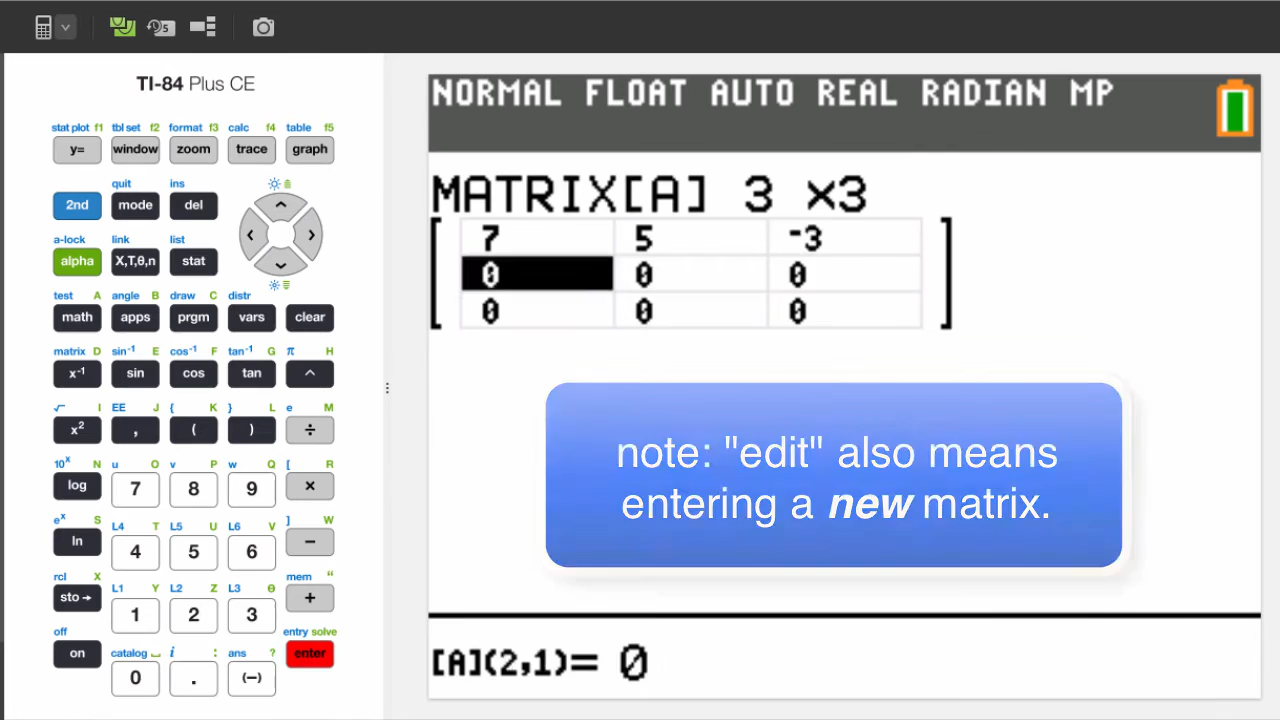 TI-84 Plus CE
stat plot f1 tbl set f2 format f3 calc f4 table f5
y= window zoom trace graph
quit ins
2nd mode del
a-lock link list
alpha X,T,θ,n stat
test A angle B draw C distr
math apps prgm vars clear
matrix D sin⁻¹ E cos⁻¹ F tan⁻¹ G π H
x⁻¹ sin cos tan ^
√ I EE J { K } L e M
x² , ( ) ÷
10ˣ N u O v P w Q [ R
log 7 8 9 ×
eˣ S L4 T L5 U L6 V ] W
ln 4 5 6 −
rcl X L1 Y L2 Z L3 θ mem “
sto→ 1 2 3 +
off catalog ⎵ i : ans ? entry solve
on 0 . (−) enter
5
NORMAL FLOAT AUTO REAL RADIAN MP
MATRIX[A] 3 ×3
[ 7 5 -3 ]
0 0 0
0 0 0
note: "edit" also means
entering a new matrix.
[A](2,1)= 0